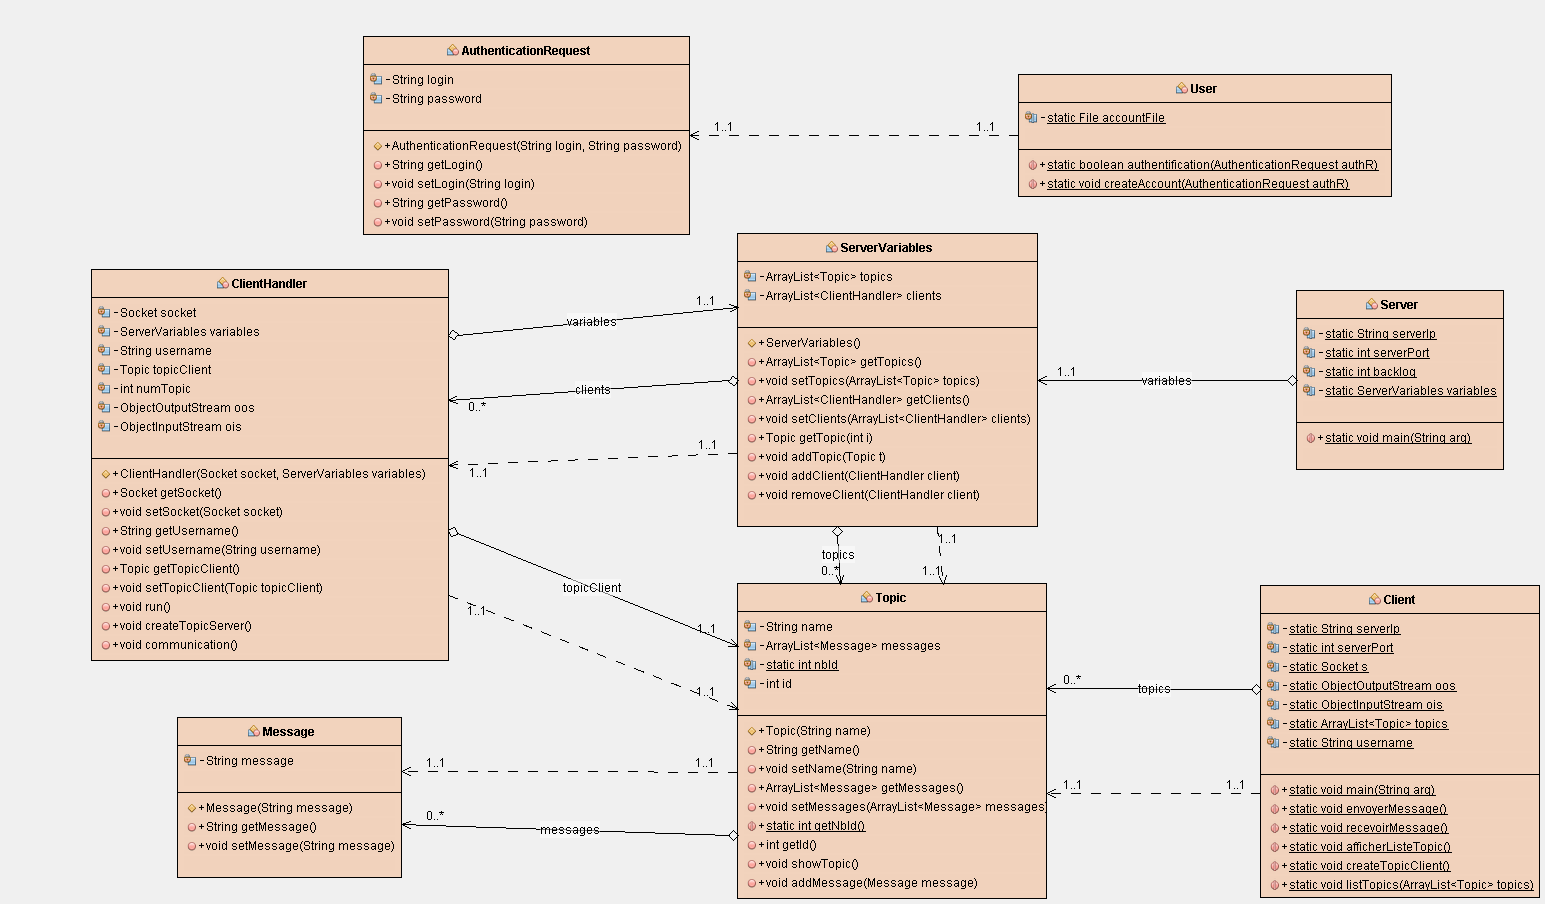 AuthenticationRequest
-String login
-String password
+AuthenticationRequest(String login, String password)
+String getLogin()
+void setLogin(String login)
+String getPassword()
+void setPassword(String password)
1..1
1..1
User
-static File accountFile
+static boolean authentification(AuthenticationRequest authR)
+static void createAccount(AuthenticationRequest authR)
ClientHandler
-Socket socket
-ServerVariables variables
-String username
-Topic topicClient
-int numTopic
-ObjectOutputStream oos
-ObjectInputStream ois
+ClientHandler(Socket socket, ServerVariables variables)
+Socket getSocket()
+void setSocket(Socket socket)
+String getUsername()
+void setUsername(String username)
+Topic getTopicClient()
+void setTopicClient(Topic topicClient)
+void run()
+void createTopicServer()
+void communication()
1..1
variables
clients
0..*
1..1
1..1
topicClient
1..1
1..1
1..1
ServerVariables
-ArrayList<Topic> topics
-ArrayList<ClientHandler> clients
+ServerVariables()
+ArrayList<Topic> getTopics()
+void setTopics(ArrayList<Topic> topics)
+ArrayList<ClientHandler> getClients()
+void setClients(ArrayList<ClientHandler> clients)
+Topic getTopic(int i)
+void addTopic(Topic t)
+void addClient(ClientHandler client)
+void removeClient(ClientHandler client)
1..1
variables
Server
-static String serverIp
-static int serverPort
-static int backlog
-static ServerVariables variables
+static void main(String arg)
topics
0..*
1..1
1..1
Topic
-String name
-ArrayList<Message> messages
-static int nbId
-int id
+Topic(String name)
+String getName()
+void setName(String name)
+ArrayList<Message> getMessages()
+void setMessages(ArrayList<Message> messages)
+static int getNbId()
+int getId()
+void showTopic()
+void addMessage(Message message)
0..*
topics
1..1
1..1
Client
-static String serverIp
-static int serverPort
-static Socket s
-static ObjectOutputStream oos
-static ObjectInputStream ois
-static ArrayList<Topic> topics
-static String username
+static void main(String arg)
+static void envoyerMessage()
+static void recevoirMessage()
+static void afficherListeTopic()
+static void createTopicClient()
+static void listTopics(ArrayList<Topic> topics)
Message
-String message
+Message(String message)
+String getMessage()
+void setMessage(String message)
1..1
1..1
0..*
messages